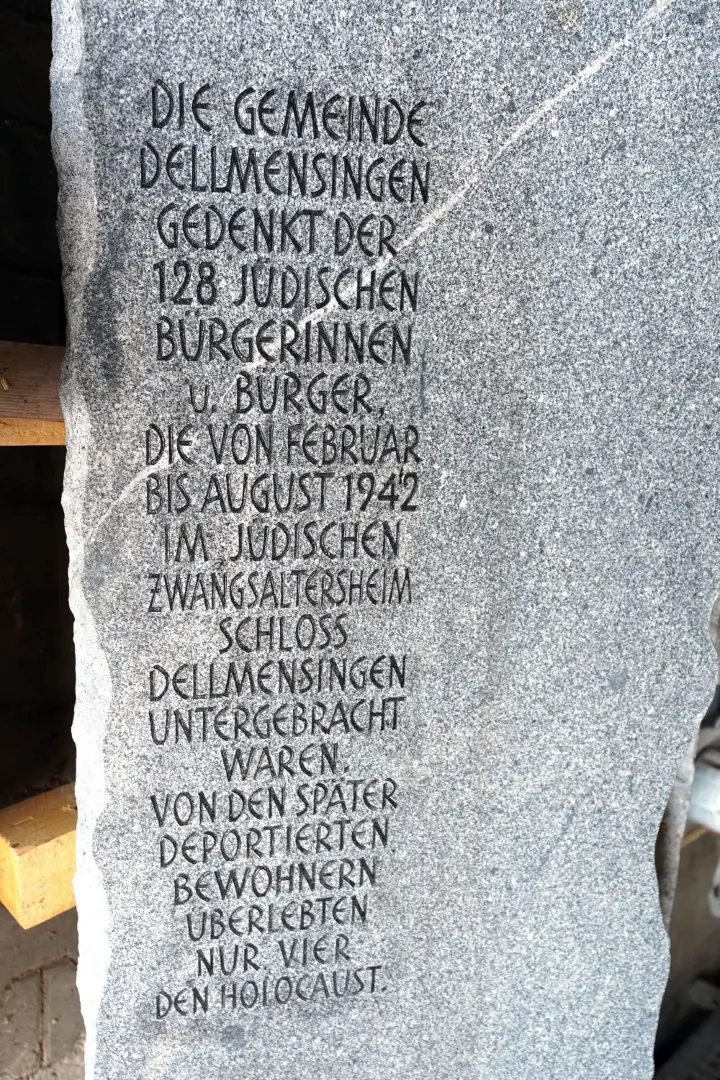 DIE GEMEINDE
DELLMENSINGEN
GEDENKT DER
128 JÜDISCHEN
BÜRGERINNEN
U. BÜRGER,
DIE VON FEBRUAR
BIS AUGUST 1942
IM JÜDISCHEN
ZWANGSALTERSHEIM
SCHLOSS
DELLMENSINGEN
UNTERGEBRACHT
WAREN.
VON DEN SPÄTER
DEPORTIERTEN
BEWOHNERN
ÜBERLEBTEN
NUR VIER
DEN HOLOCAUST.